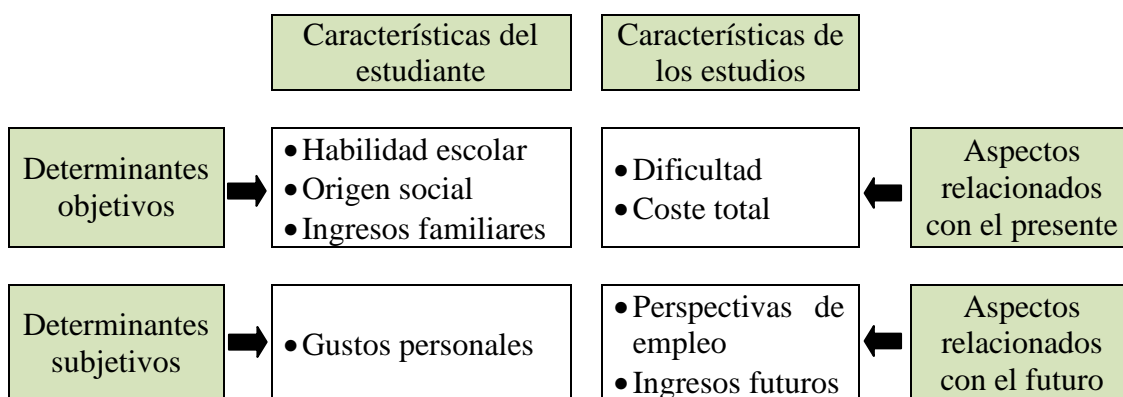 Características del
estudiante
Características de
los estudios
Determinantes
objetivos
• Habilidad escolar
• Origen social
• Ingresos familiares
• Dificultad
• Coste total
Aspectos
relacionados
con el presente
Determinantes
subjetivos
• Gustos personales
• Perspectivas de
empleo
• Ingresos futuros
Aspectos
relacionados
con el futuro